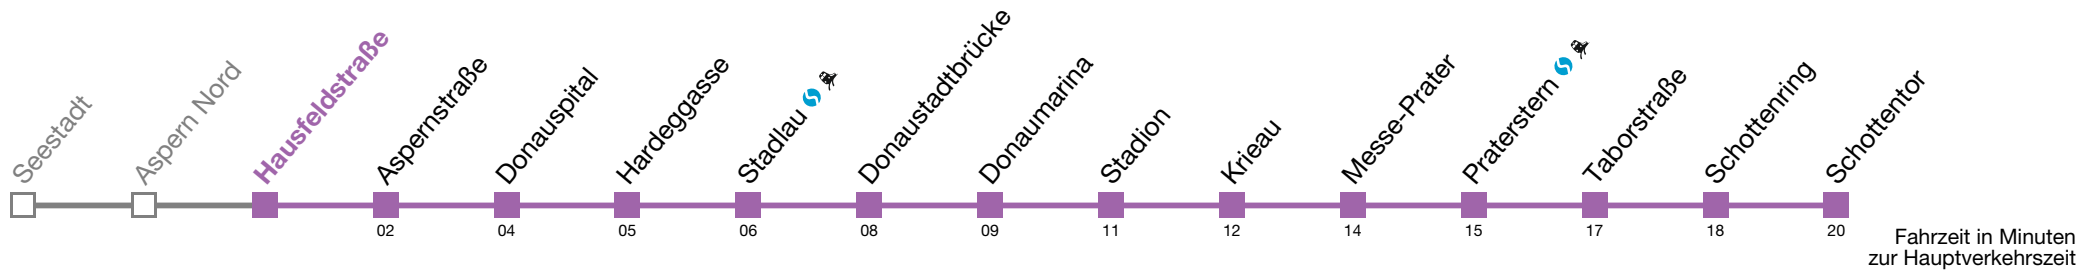 Seestadt
Aspern Nord
Hausfeldstraße
Aspernstraße
Donauspital
Hardeggasse
Stadlau
Donaustadtbrücke
Donaumarina
Stadion
Krieau
Messe-Prater
Praterstern
Taborstraße
Schottenring
Schottentor
02 04 05 06 08 09 11 12 14 15 17 18 20
Fahrzeit in Minuten
zur Hauptverkehrszeit